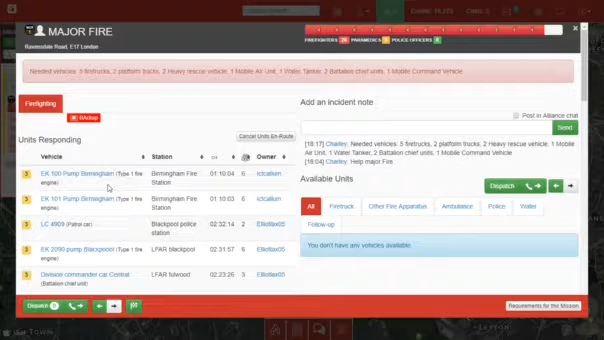 MAJOR FIRE
Ravensdale Road, E17 London
FIREFIGHTERS: 26 PARAMEDICS 0 POLICE OFFICERS 0
Needed vehicles: 5 firetrucks, 2 platform trucks, 2 Heavy rescue vehicle, 1 Mobile Air Unit, 1 Water Tanker, 2 Battalion chief units, 1 Mobile Command Vehicle
Firefighting
BAckup
Units Responding
Cancel Units En-Route
Vehicle Station Owner
3 EK 100 Pump Birmingham (Type 1 fire engine) Birmingham Fire Station 01:10:04 6 ictcallum
3 EK 101 Pump Birmingham (Type 1 fire engine) Birmingham Fire Station 01:10:03 6 ictcallum
3 LC 4909 (Patrol car) Blackpool police station 02:32:14 2 Elliotlax05
3 EK 2090 pump Blackpool (Type 1 fire engine) LFAR blackpool 02:31:57 6 Elliotlax05
3 Division commander car Central (Battalion chief unit) LFAR fulwood 02:23:26 3 Elliotlax05
Add an incident note
Post in Alliance chat
Send
[18:17] Charley: Needed vehicles: 5 firetrucks, 2 platform trucks, 2 Heavy rescue vehicle, 1 Mobile Air Unit, 1 Water Tanker, 2 Battalion chief units, 1 Mobile Command Vehicle
[18:04] Charley: Help major Fire
Available Units
Dispatch
All Firetruck Other Fire Apparatus Ambulance Police Water
Follow-up
You don't have any vehicles available.
Dispatch 0
Requirements for the Mission